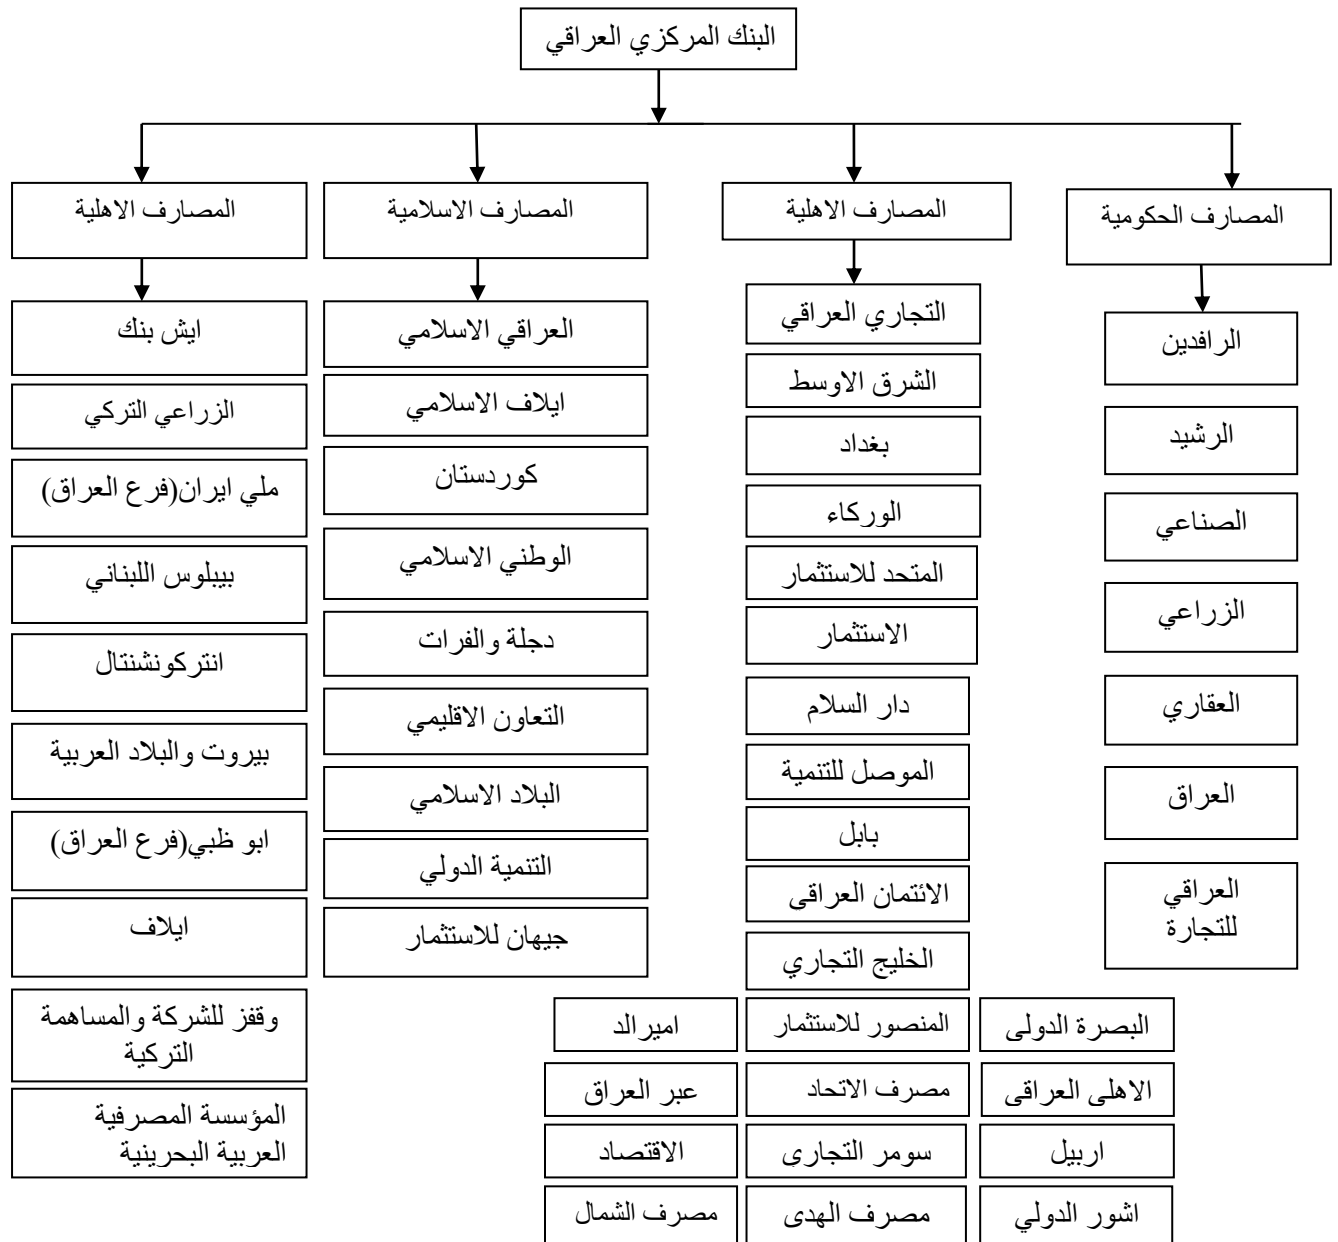 البنك المركزي العراقي
المصارف الحكومية
المصارف الاهلية
المصارف الاسلامية
المصارف الاهلية
الرافدين
الرشيد
الصناعي
الزراعي
العقاري
العراق
العراقي
للتجارة
التجاري العراقي
الشرق الاوسط
بغداد
الوركاء
المتحد للاستثمار
الاستثمار
دار السلام
الموصل للتنمية
بابل
الائتمان العراقى
الخليج التجاري
البصرة الدولى
المنصور للاستثمار
اميرالد
الاهلى العراقى
مصرف الاتحاد
عبر العراق
اربيل
سومر التجارى
الاقتصاد
اشور الدولي
مصرف الهدى
مصرف الشمال
العراقي الاسلامي
ايلاف الاسلامي
كوردستان
الوطني الاسلامي
دجلة والفرات
التعاون الاقليمي
البلاد الاسلامي
التنمية الدولي
جيهان للاستثمار
ايش بنك
الزراعي التركي
ملي ايران(فرع العراق)
بيبلوس اللبناني
انتركونشنتال
بيروت والبلاد العربية
ابو ظبي(فرع العراق)
ايلاف
وقفز للشركة والمساهمة
التركية
المؤسسة المصرفية
العربية البحرينية